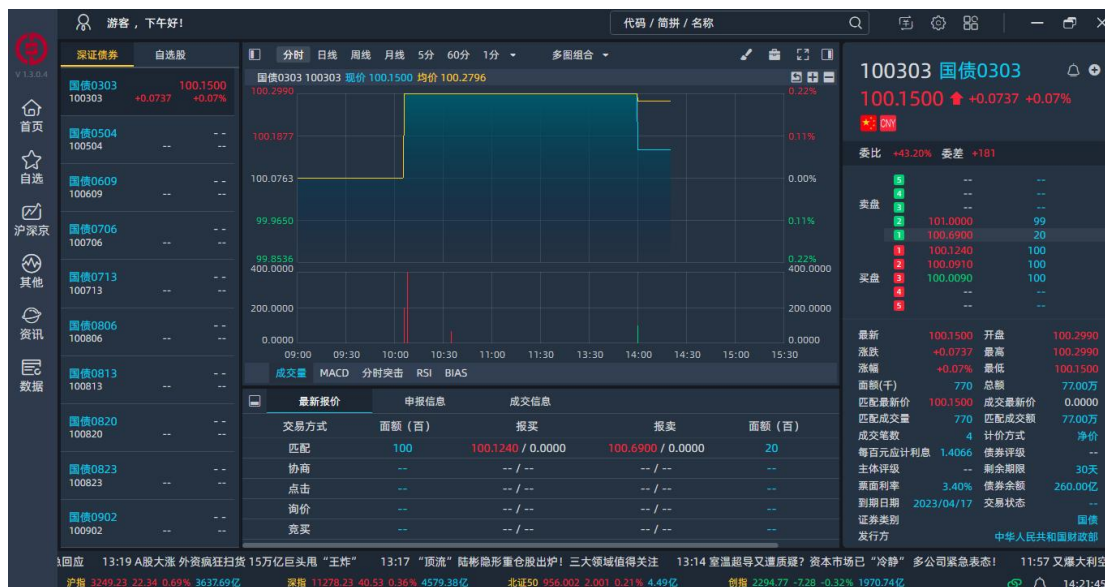 游客 , 下午好!
代码 / 简拼 / 名称
V 1.3.0.4
首页
自选
沪深京
其他
资讯
数据
深证债券 自选股
国债0303 100.1500
100303 +0.0737 +0.07%
国债0504 --
100504 -- --
国债0609 --
100609 -- --
国债0706 --
100706 -- --
国债0713 --
100713 -- --
国债0806 --
100806 -- --
国债0813 --
100813 -- --
国债0820 --
100820 -- --
国债0823 --
100823 -- --
国债0902 --
100902 -- --
分时 日线 周线 月线 5分 60分 1分 多图组合
国债0303 100303 现价 100.1500 均价 100.2796
100.2990 0.22%
100.1877 0.11%
100.0763 0.00%
99.9650 0.11%
99.8536 0.22%
400.0000 400.0000
200.0000 200.0000
0.0000 0.0000
09:00 09:30 10:00 10:30 11:00 11:30 13:30 14:00 14:30 15:00 15:30
成交量 MACD 分时突击 RSI BIAS
最新报价 申报信息 成交信息
交易方式 面额（百） 报买 报卖 面额（百）
匹配 100 100.1240 / 0.0000 100.6900 / 0.0000 20
协商 -- -- / -- -- / -- --
点击 -- -- / -- -- / -- --
询价 -- -- / -- -- / -- --
竞买 -- -- / -- -- / -- --
100303 国债0303
100.1500 +0.0737 +0.07%
CNY
委比 +43.20% 委差 +181
卖盘
5 -- --
4 -- --
3 -- --
2 101.0000 99
1 100.6900 20
买盘
1 100.1240 100
2 100.0910 100
3 100.0090 100
4 -- --
5 -- --
最新 100.1500 开盘 100.2990
涨跌 +0.0737 最高 100.2990
涨幅 +0.07% 最低 100.1500
面额(千) 770 总额 77.00万
匹配最新价 100.1500 成交最新价 0.0000
匹配成交量 770 匹配成交额 77.00万
成交笔数 4 计价方式 净价
每百元应计利息 1.4066 债券评级 --
主体评级 -- 剩余期限 30天
票面利率 3.40% 债券余额 260.00亿
到期日期 2023/04/17 交易状态 --
证券类别 国债
发行方 中华人民共和国财政部
回应 13:19 A股大涨 外资疯狂扫货 15万亿巨头甩“王炸” 13:17 “顶流”陆彬隐形重仓股出炉！三大领域值得关注 13:14 室温超导又遭质疑？资本市场已“冷静” 多公司紧急表态！ 11:57 又爆大利空
沪指 3249.23 22.34 0.69% 3637.69亿 深指 11278.23 40.53 0.36% 4579.38亿 北证50 956.002 2.001 0.21% 4.49亿 创指 2294.77 -7.28 -0.32% 1970.74亿 14:21:45